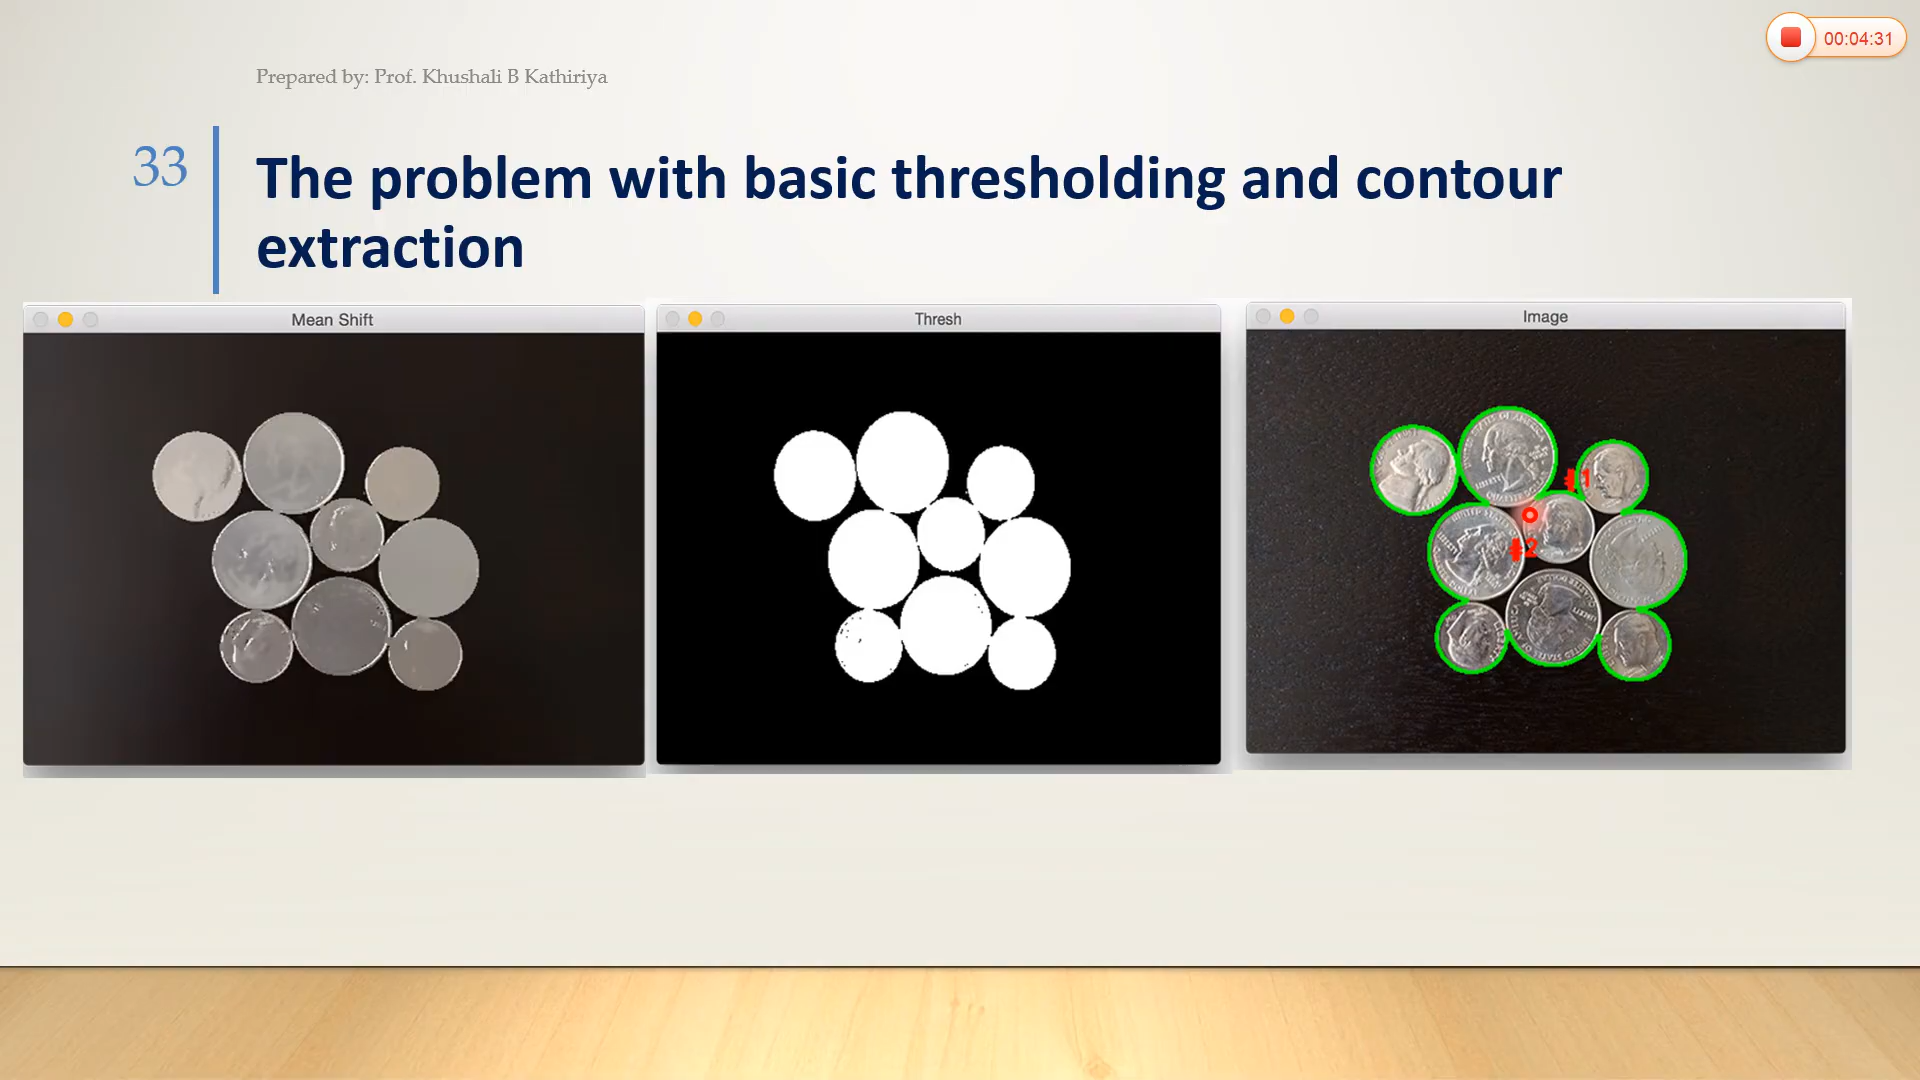 00:04:31
Prepared by: Prof. Khushali B Kathiriya
33
The problem with basic thresholding and contour
extraction
Mean Shift
Thresh
Image
#1
#2